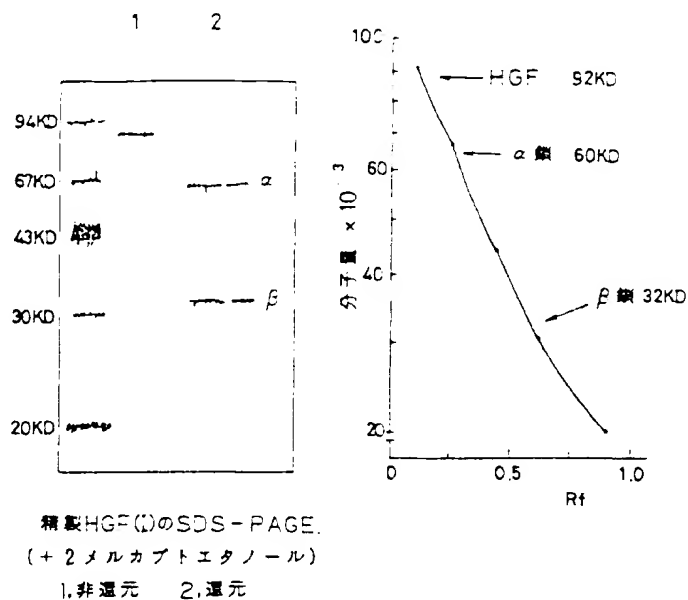 1 2
94KD
67KD
43KD
30KD
20KD
α
β
精製HGF(I)のSDS-PAGE.
(+2メルカプトエタノール)
1,非還元 2,還元
100
60
40
20
分子量 × 10⁻³
HGF 92KD
α鎖 60KD
β鎖 32KD
0 0.5 1.0
Rf